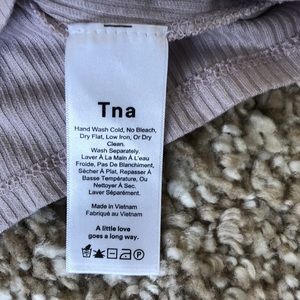 Tna
Hand Wash Cold, No Bleach,
Dry Flat, Low Iron, Or Dry
Clean.
Wash Separately.
Laver À La Main À L'eau
Froide, Pas De Blanchiment,
Sécher À Plat, Repasser À
Basse Température, Ou
Nettoyer À Sec.
Laver Séparément.
Made in Vietnam
Fabriqué au Vietnam
A little love
goes a long way.
P